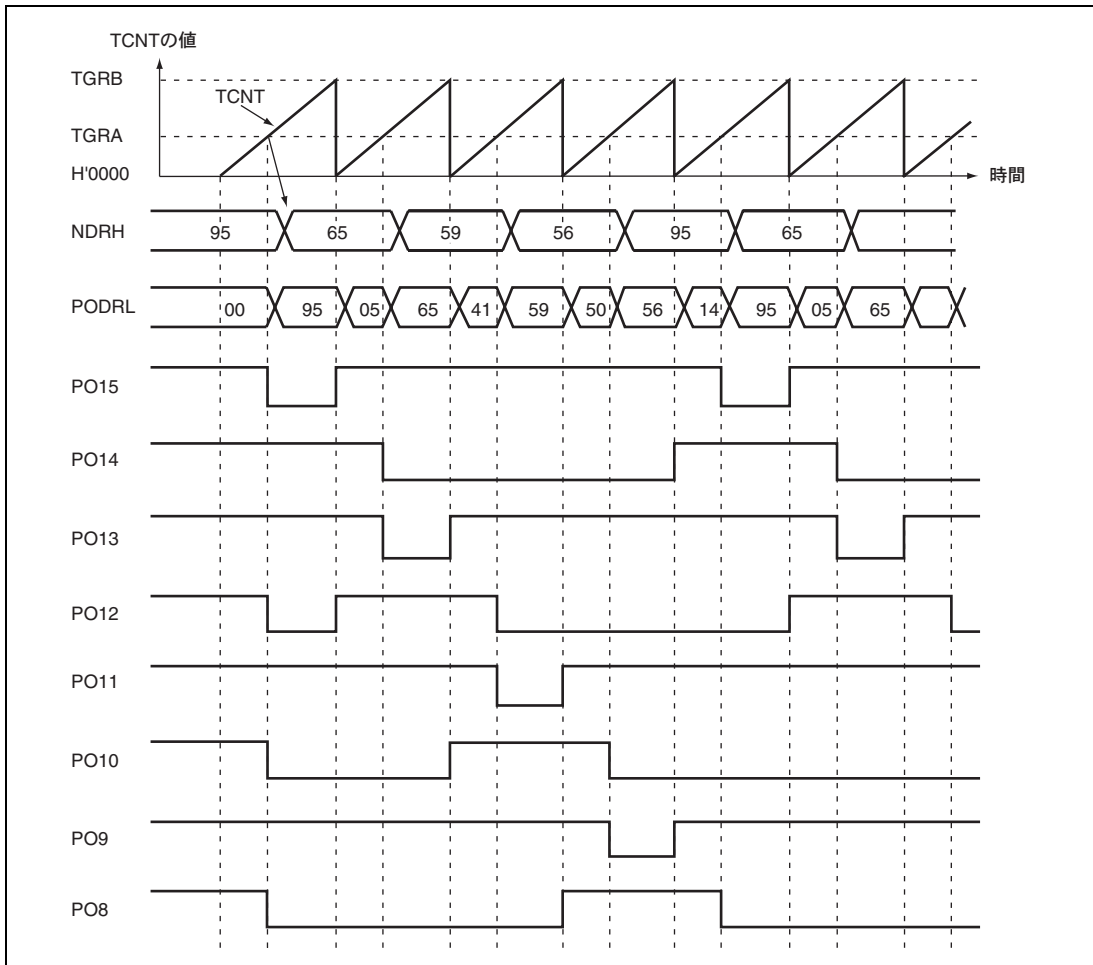 TCNTの値
TGRB
TCNT
TGRA
H'0000
時間
NDRH
95 65 59 56 95 65
PODRL
00 95 05 65 41 59 50 56 14 95 05 65
PO15
PO14
PO13
PO12
PO11
PO10
PO9
PO8